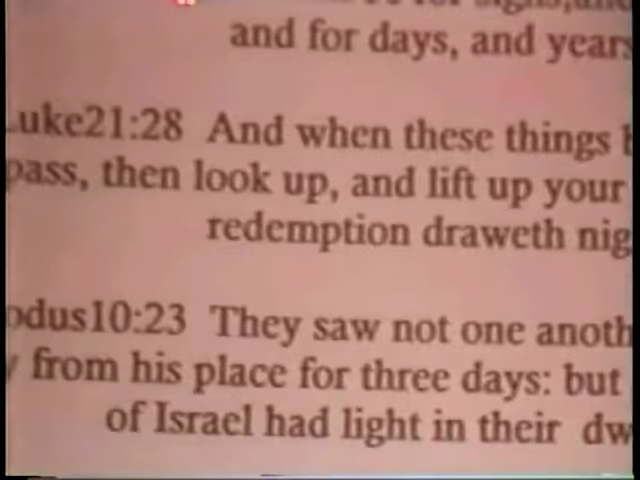 and for days, and years
Luke21:28 And when these things b
pass, then look up, and lift up your
redemption draweth nig
odus10:23 They saw not one anoth
y from his place for three days: but
of Israel had light in their dw